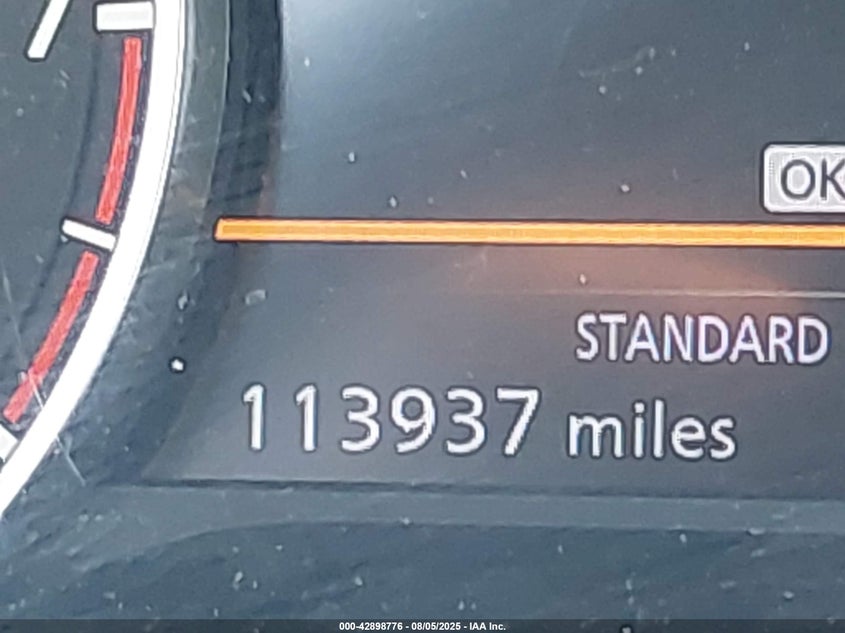 OK
STANDARD
113937 miles
000-42898776 - 08/05/2025 - IAA Inc.